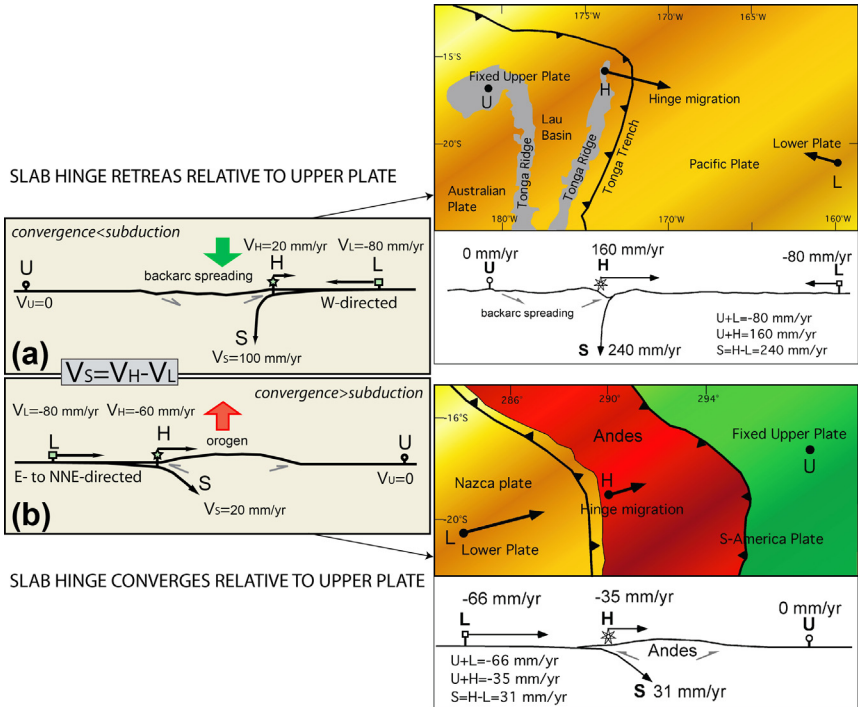 SLAB HINGE RETREAS RELATIVE TO UPPER PLATE
convergence<subduction
U
VU=0
backarc spreading
VH=20 mm/yr
H
VL=-80 mm/yr
L
W-directed
S
VS=100 mm/yr
(a)
VS=VH-VL
convergence>subduction
VL=-80 mm/yr
VH=-60 mm/yr
L
H
orogen
U
E- to NNE-directed
S
VU=0
VS=20 mm/yr
(b)
SLAB HINGE CONVERGES RELATIVE TO UPPER PLATE
175°W
170°W
165°W
15°S
Fixed Upper Plate
U
H
Hinge migration
Lau
Basin
20°S
Tonga Ridge
Tonga Ridge
Tonga Trench
Pacific Plate
Lower Plate
L
Australian
Plate
180°W
175°W
160°W
0 mm/yr
U
160 mm/yr
H
-80 mm/yr
L
backarc spreading
S 240 mm/yr
U+L=-80 mm/yr
U+H=160 mm/yr
S=H-L=240 mm/yr
286°
290°
294°
-16°S
Andes
Fixed Upper Plate
U
Nazca plate
H
Hinge migration
-20°S
L
Lower Plate
S-America Plate
-66 mm/yr
L
-35 mm/yr
H
0 mm/yr
U
Andes
U+L=-66 mm/yr
U+H=-35 mm/yr
S=H-L=31 mm/yr
S 31 mm/yr